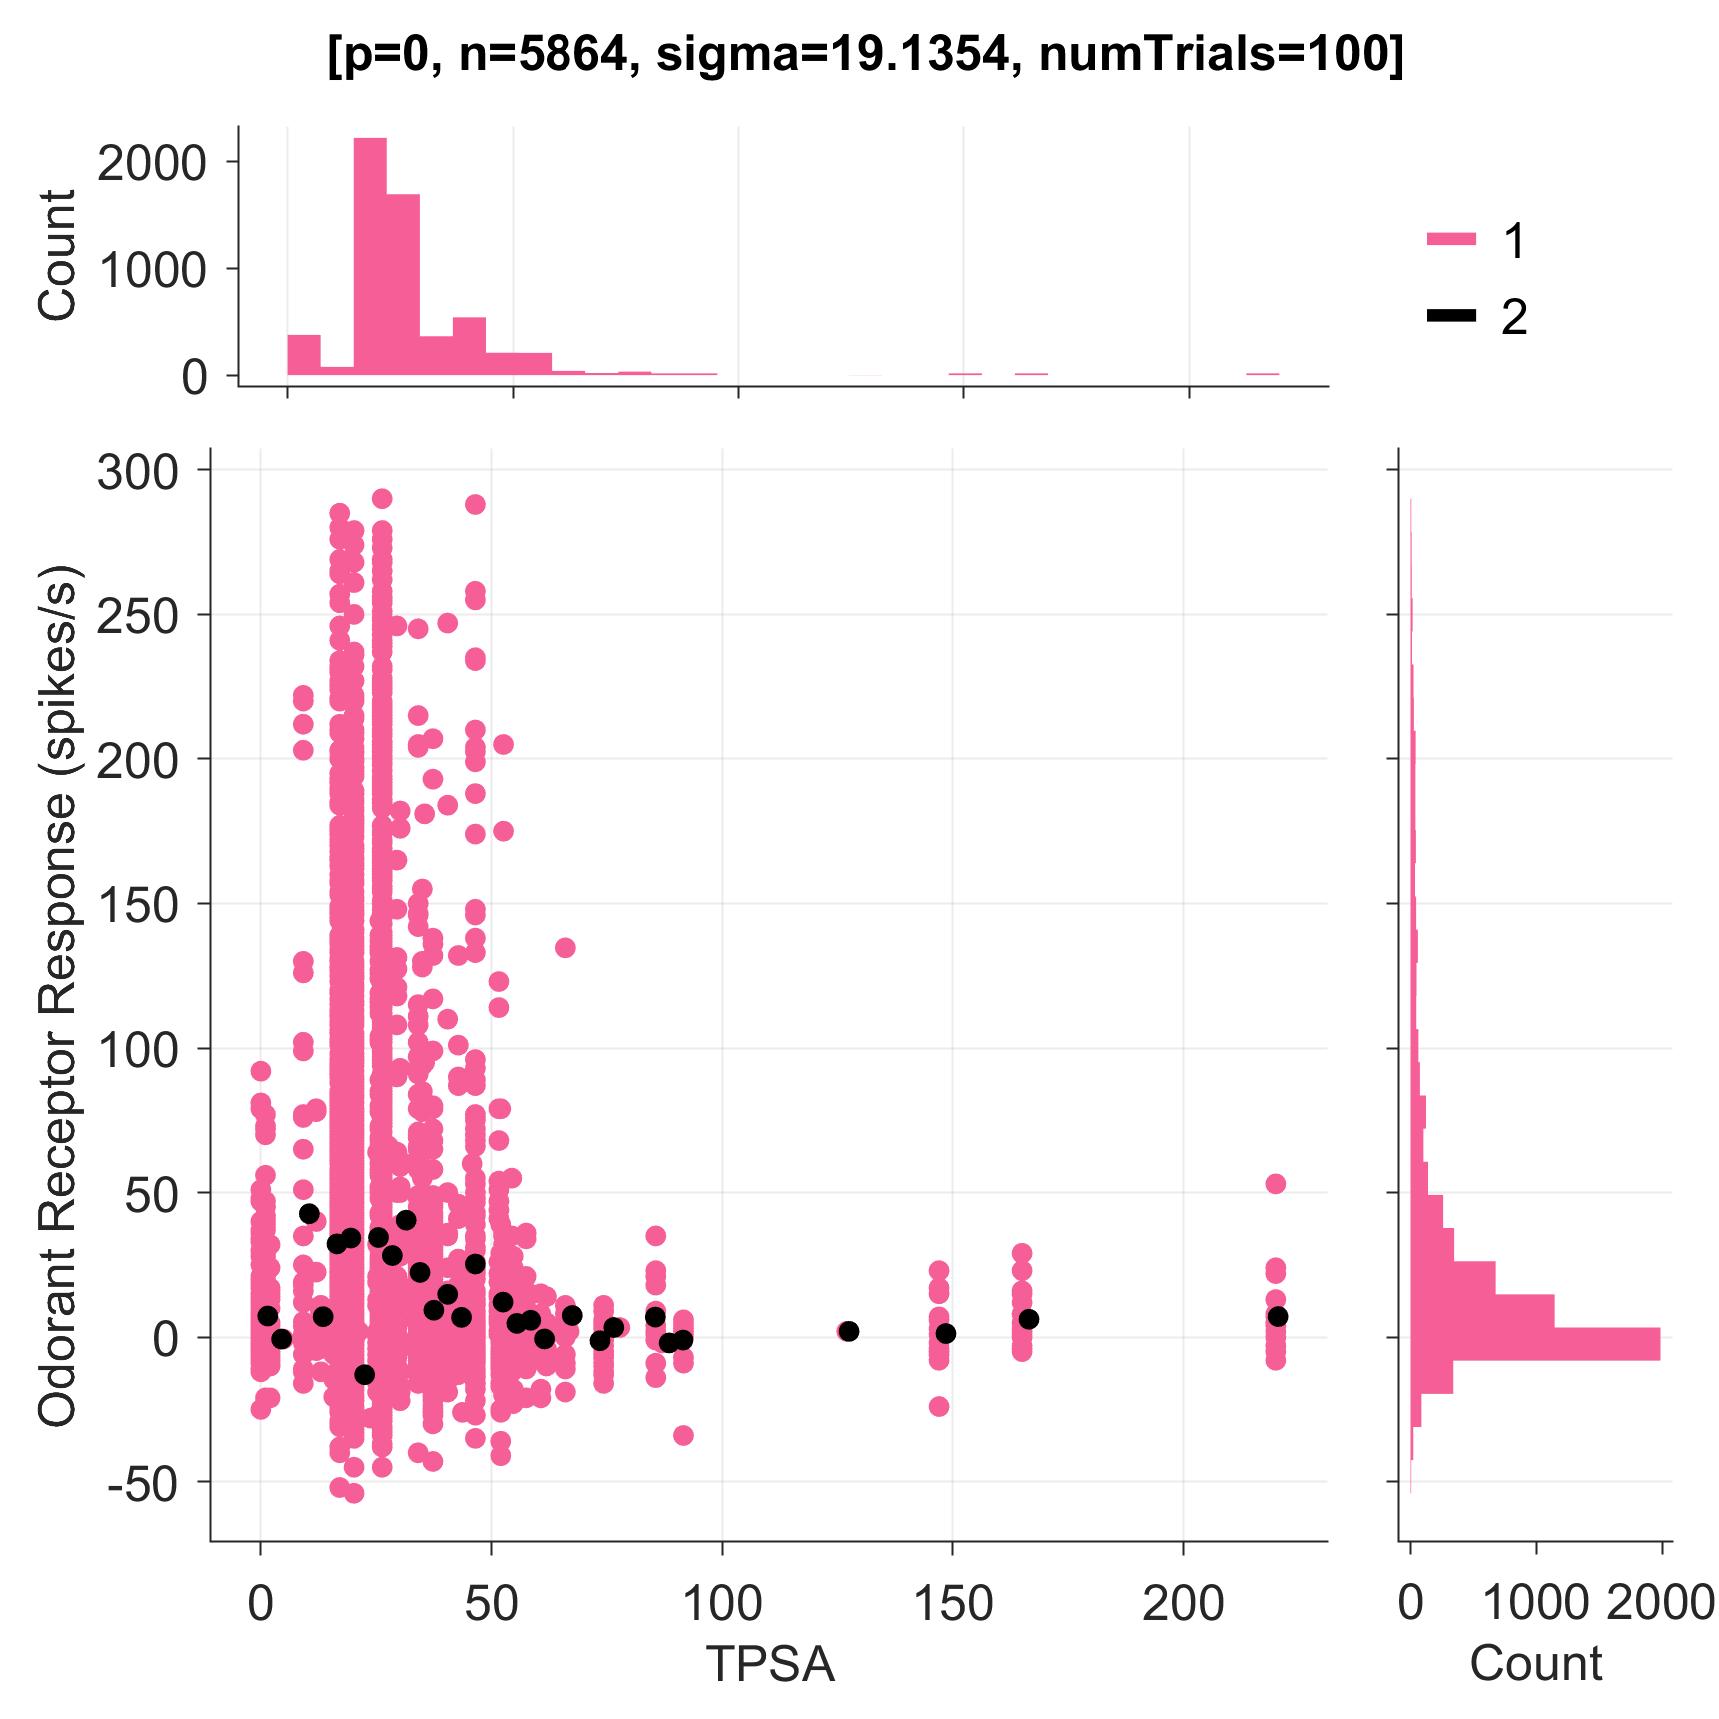 [p=0, n=5864, sigma=19.1354, numTrials=100]
Count
2000
1000
0
1
2
Odorant Receptor Response (spikes/s)
300
250
200
150
100
50
0
-50
0 50 100 150 200
TPSA
0 1000 2000
Count